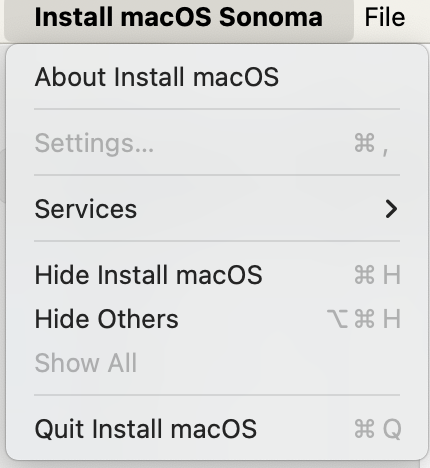 Install macOS Sonoma File
About Install macOS
Settings... ⌘ ,
Services >
Hide Install macOS ⌘ H
Hide Others ⌥ ⌘ H
Show All
Quit Install macOS ⌘ Q